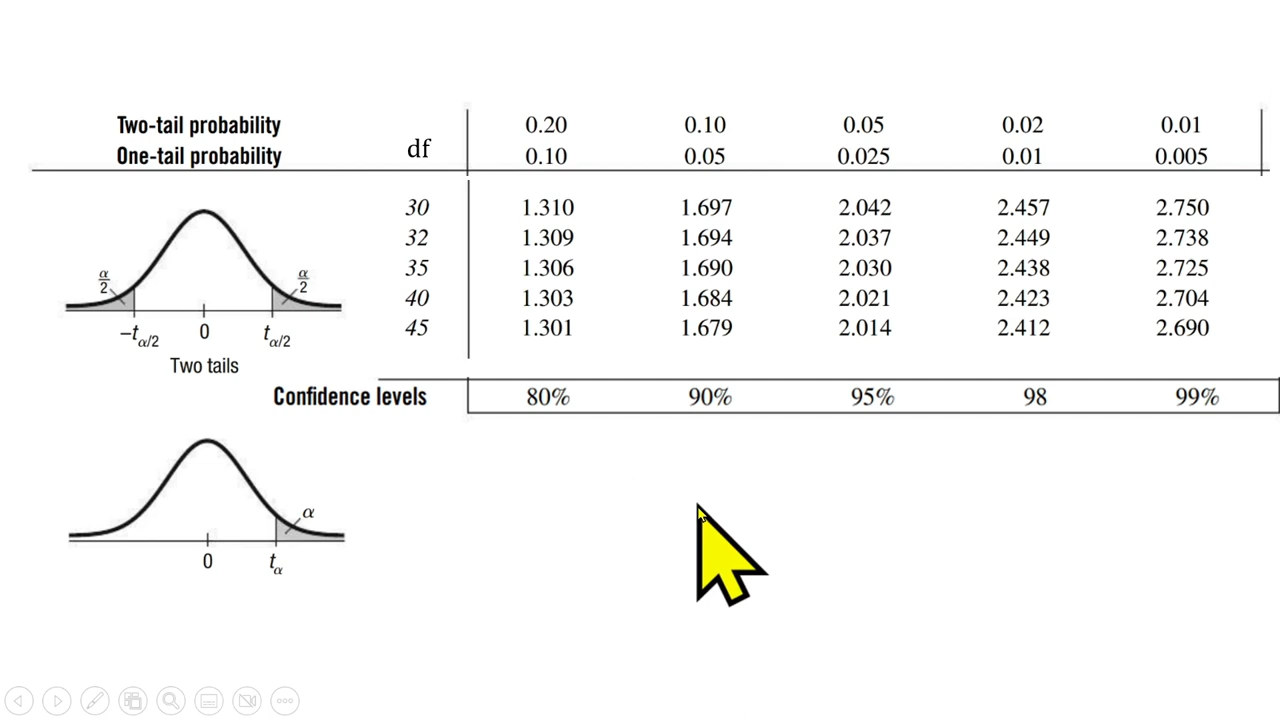 Two-tail probability 0.20 0.10 0.05 0.02 0.01
One-tail probability df 0.10 0.05 0.025 0.01 0.005
30 1.310 1.697 2.042 2.457 2.750
32 1.309 1.694 2.037 2.449 2.738
35 1.306 1.690 2.030 2.438 2.725
40 1.303 1.684 2.021 2.423 2.704
45 1.301 1.679 2.014 2.412 2.690
α/2 α/2
−tα/2 0 tα/2
Two tails
Confidence levels 80% 90% 95% 98 99%
α
0 tα